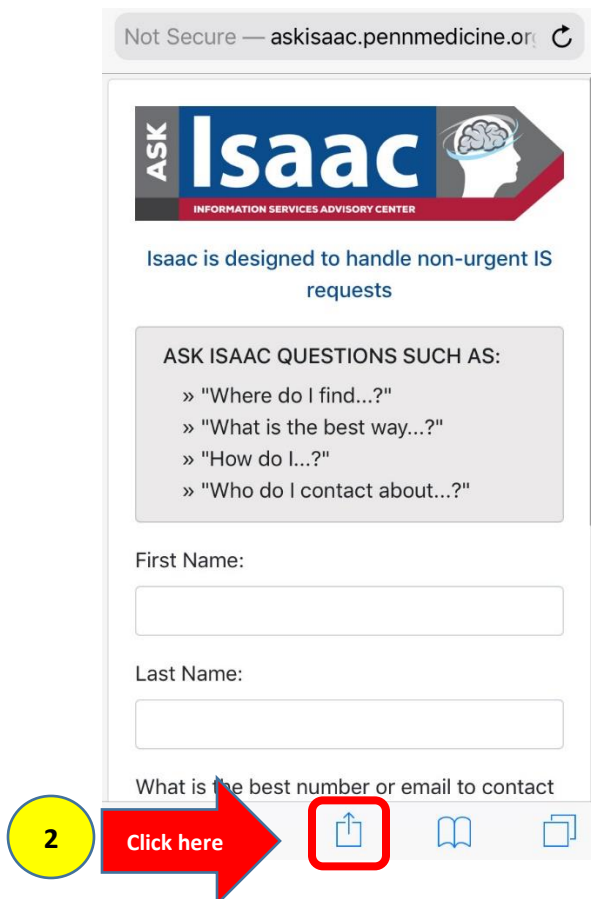 Not Secure — askisaac.pennmedicine.or
ASK
Isaac
INFORMATION SERVICES ADVISORY CENTER
Isaac is designed to handle non-urgent IS
requests
ASK ISAAC QUESTIONS SUCH AS:
» "Where do I find...?"
» "What is the best way...?"
» "How do I...?"
» "Who do I contact about...?"
First Name:
Last Name:
What is the best number or email to contact
2
Click here